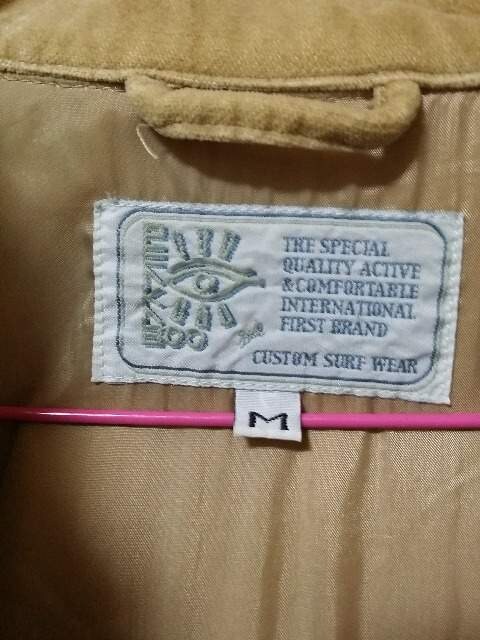 THE SPECIAL
QUALITY ACTIVE
& COMFORTABLE
INTERNATIONAL
FIRST BRAND
CUSTOM SURF WEAR
M